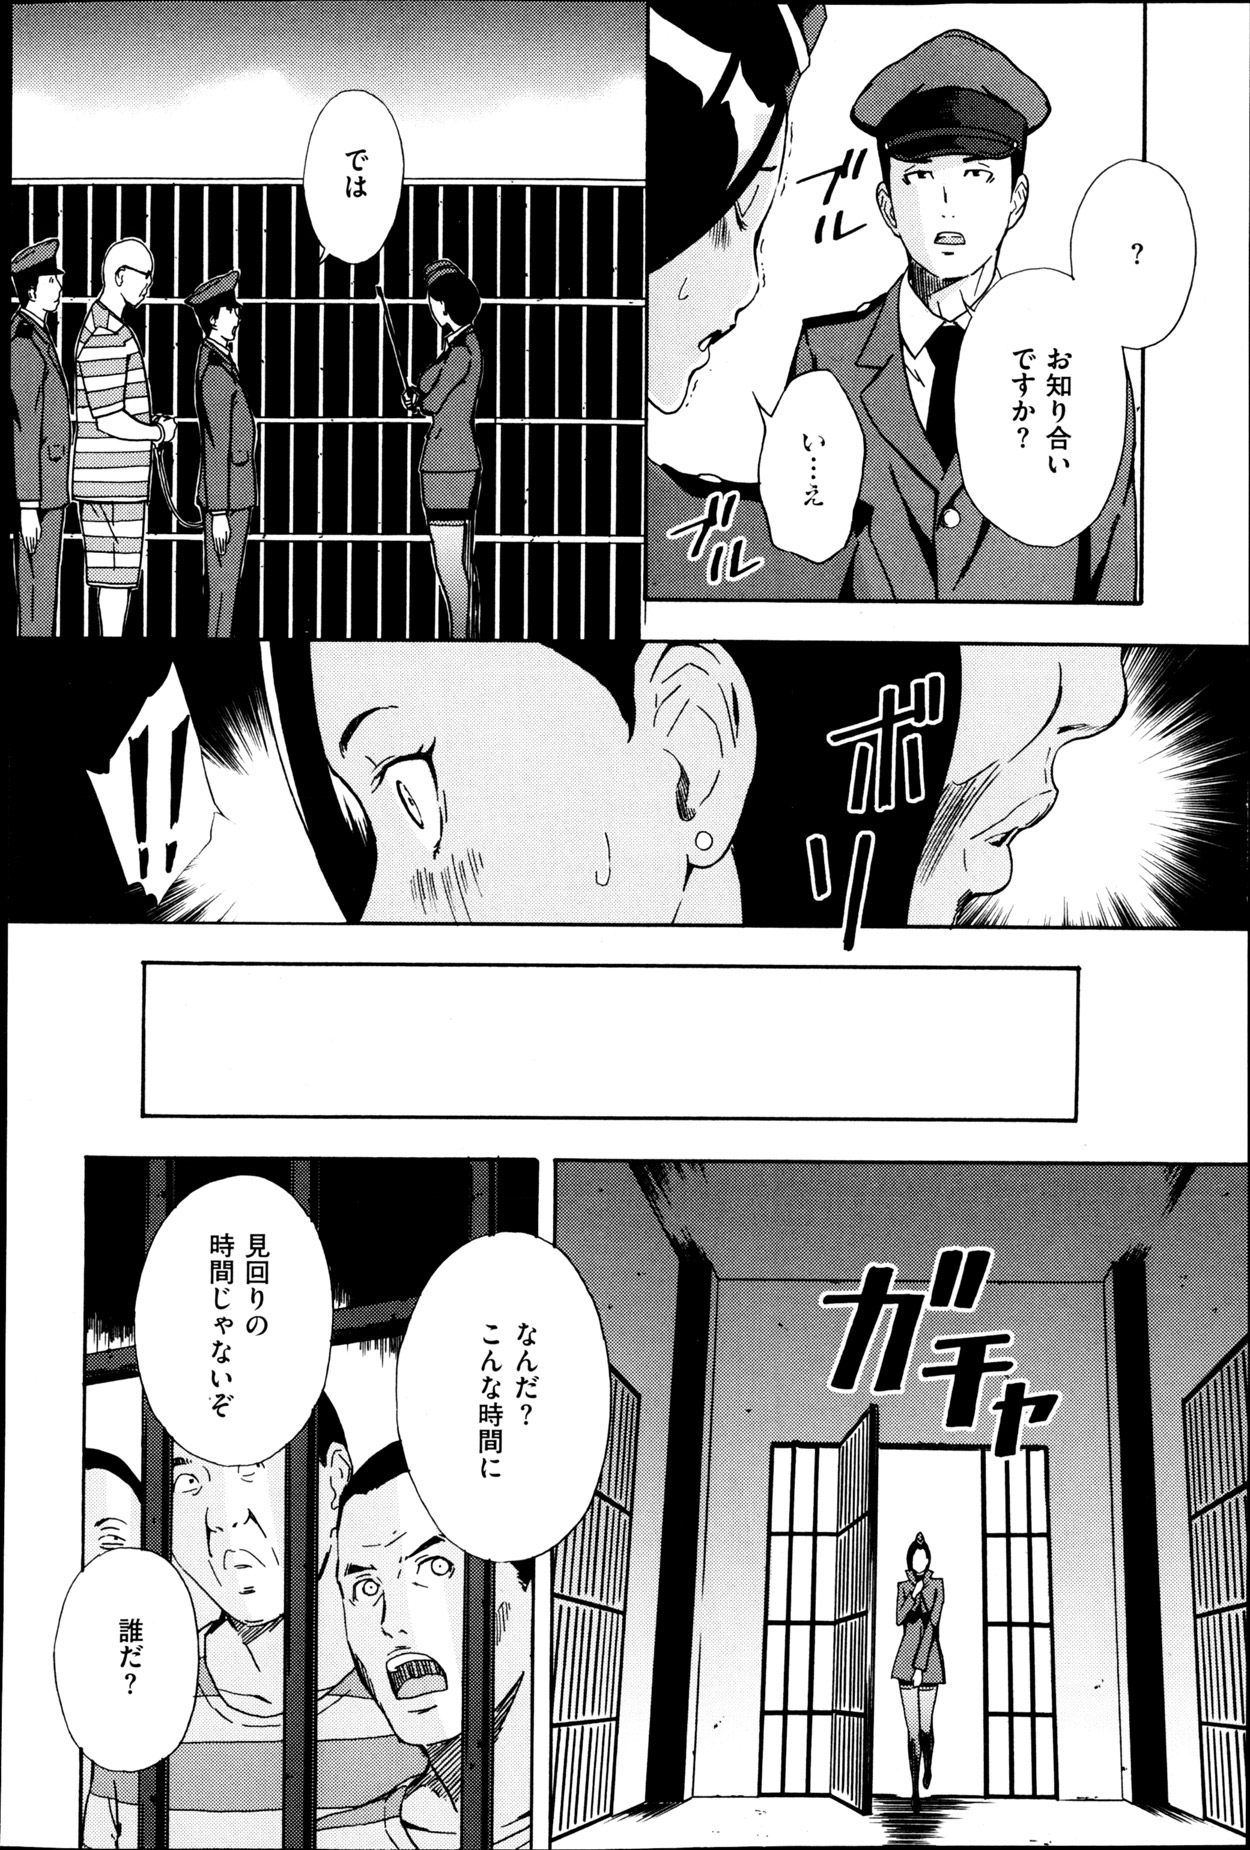 ?
お知り合い
ですか?
ブル
い…え
ブル
では
ボソリ
!!
ガチャ
なんだ?
こんな時間に
見回りの
時間じゃないぞ
誰だ?